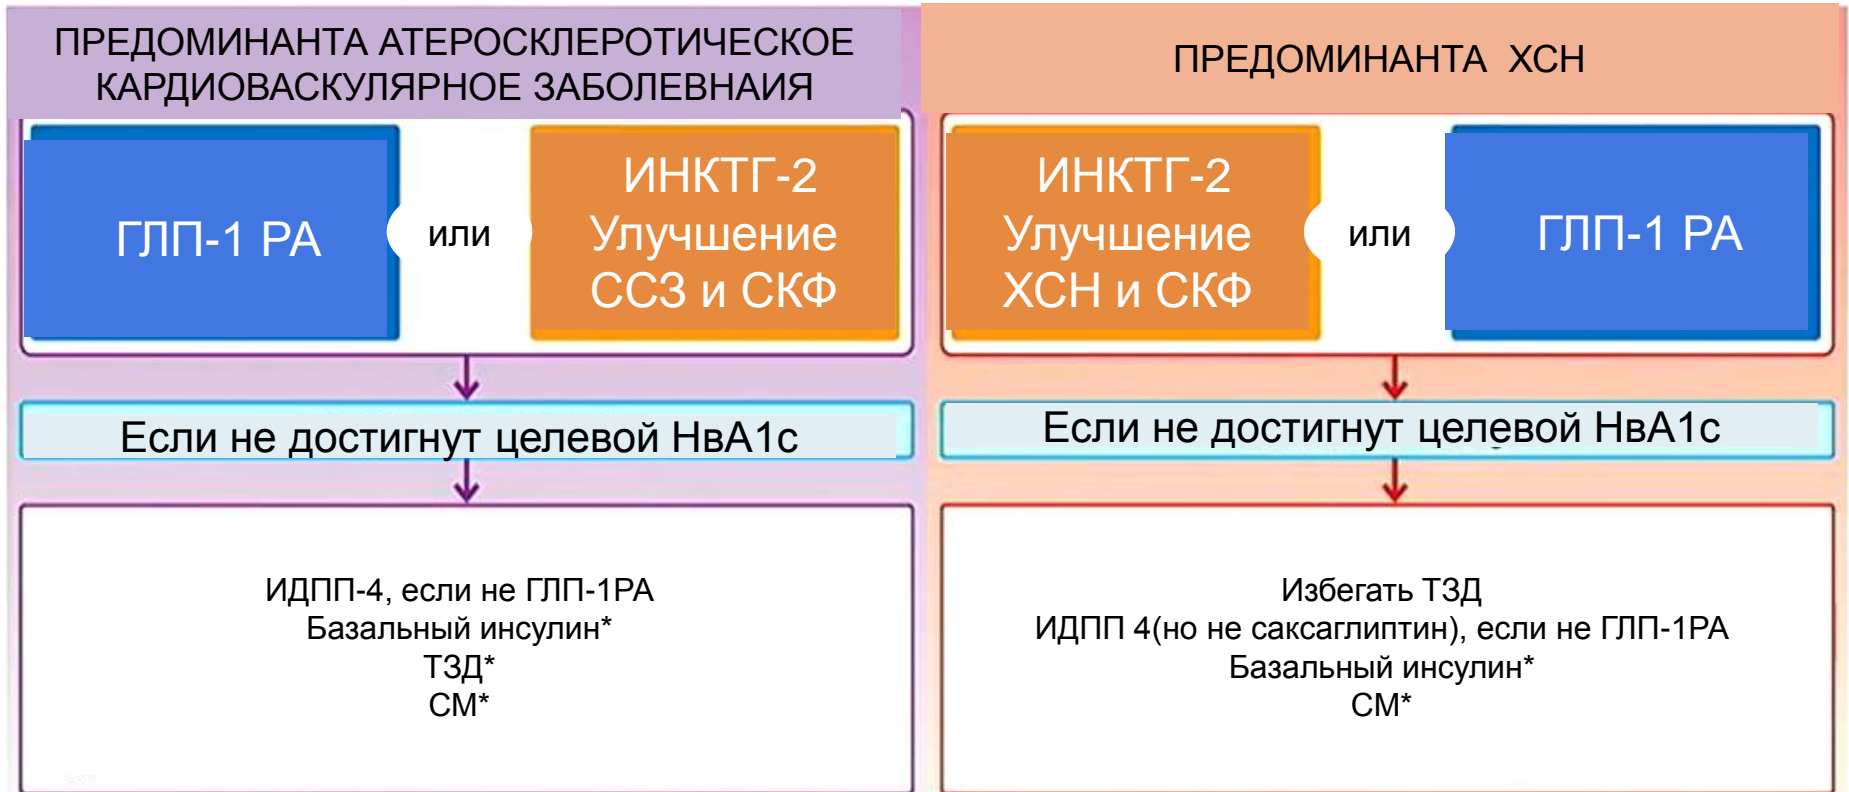 ПРЕДОМИНАНТА АТЕРОСКЛЕРОТИЧЕСКОЕ
КАРДИОВАСКУЛЯРНОЕ ЗАБОЛЕВНАИЯ
ГЛП-1 РА
или
ИНКТГ-2
Улучшение
ССЗ и СКФ
Если не достигнут целевой НвА1с
ИДПП-4, если не ГЛП-1РА
Базальный инсулин*
ТЗД*
СМ*
ПРЕДОМИНАНТА ХСН
ИНКТГ-2
Улучшение
ХСН и СКФ
или
ГЛП-1 РА
Если не достигнут целевой НвА1с
Избегать ТЗД
ИДПП 4(но не саксаглиптин), если не ГЛП-1РА
Базальный инсулин*
СМ*